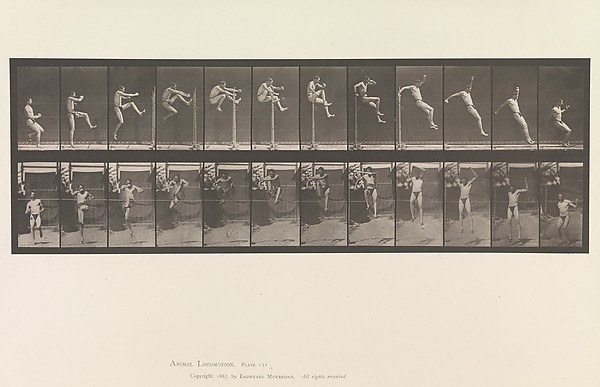 Animal Locomotion. Plate
Copyright, 1887, by Eadweard Muybridge. All rights reserved.